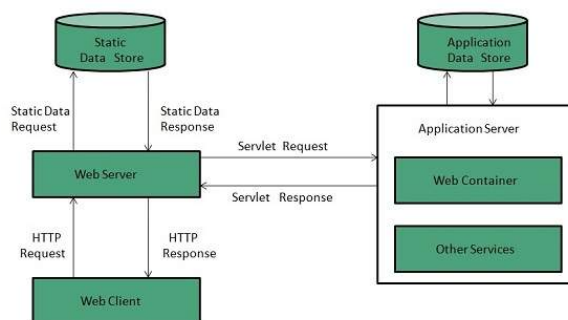 Static
Data Store
Application
Data Store
Static Data
Request
Static Data
Response
Servlet Request
Application Server
Web Server
Web Container
Servlet Response
HTTP
Request
HTTP
Response
Other Services
Web Client